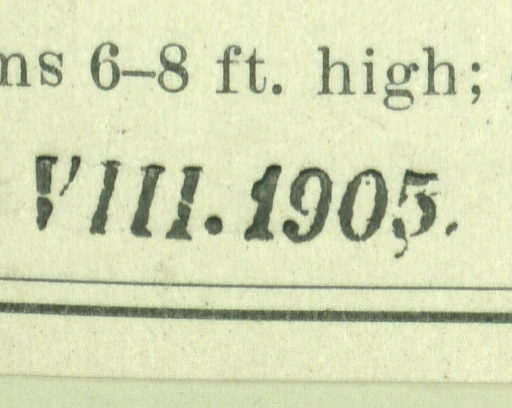 ms 6–8 ft. high;
VIII. 1905.